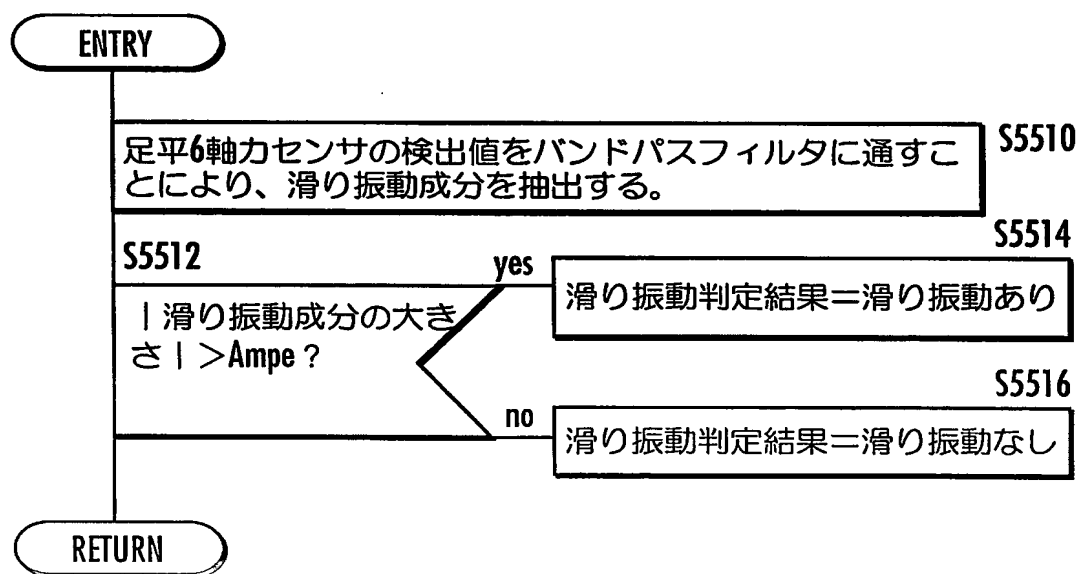 ENTRY
足平6軸力センサの検出値をバンドパスフィルタに通すこ
とにより、滑り振動成分を抽出する。
S5510
S5512
|滑り振動成分の大き
さ|>Ampe?
yes
S5514
滑り振動判定結果=滑り振動あり
no
S5516
滑り振動判定結果=滑り振動なし
RETURN